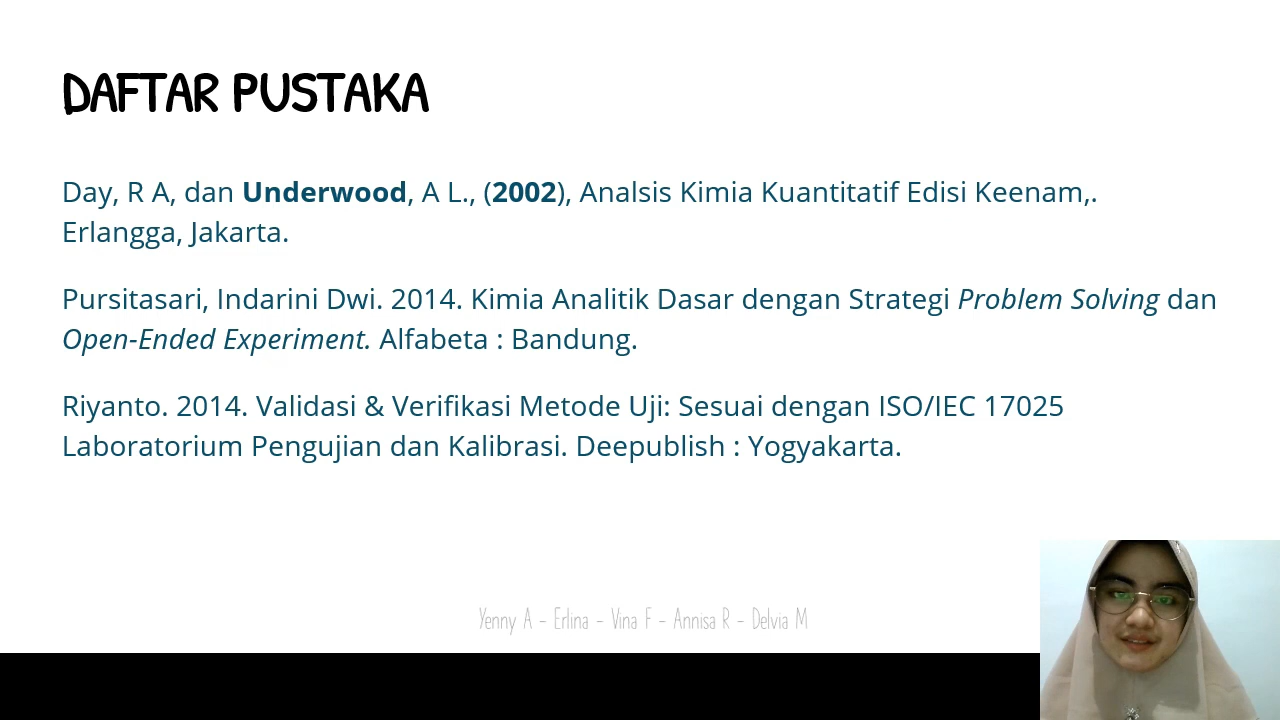 DAFTAR PUSTAKA
Day, R A, dan Underwood, A L., (2002), Analsis Kimia Kuantitatif Edisi Keenam,.
Erlangga, Jakarta.
Pursitasari, Indarini Dwi. 2014. Kimia Analitik Dasar dengan Strategi Problem Solving dan
Open-Ended Experiment. Alfabeta : Bandung.
Riyanto. 2014. Validasi & Verifikasi Metode Uji: Sesuai dengan ISO/IEC 17025
Laboratorium Pengujian dan Kalibrasi. Deepublish : Yogyakarta.
Yenny A - Erlina - Vina F - Annisa R - Delvia M